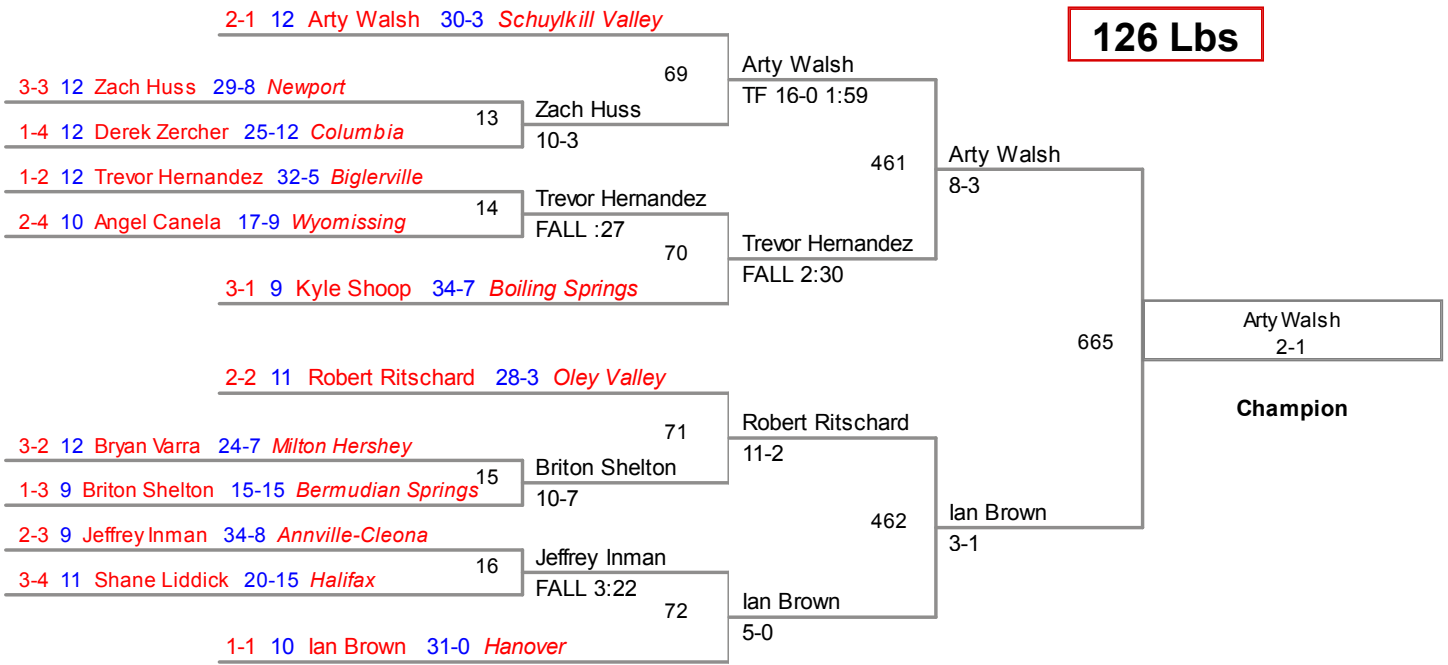 2-1 12 Arty Walsh 30-3 Schuylkill Valley
126 Lbs
69
Arty Walsh
TF 16-0 1:59
3-3 12 Zach Huss 29-8 Newport
13
Zach Huss
10-3
1-4 12 Derek Zercher 25-12 Columbia
461
Arty Walsh
8-3
1-2 12 Trevor Hernandez 32-5 Biglerville
14
Trevor Hernandez
FALL :27
2-4 10 Angel Canela 17-9 Wyomissing
70
Trevor Hernandez
FALL 2:30
3-1 9 Kyle Shoop 34-7 Boiling Springs
665
Arty Walsh
2-1
Champion
2-2 11 Robert Ritschard 28-3 Oley Valley
71
Robert Ritschard
11-2
3-2 12 Bryan Varra 24-7 Milton Hershey
15
Briton Shelton
10-7
1-3 9 Briton Shelton 15-15 Bermudian Springs
462
Ian Brown
3-1
2-3 9 Jeffrey Inman 34-8 Annville-Cleona
16
Jeffrey Inman
FALL 3:22
3-4 11 Shane Liddick 20-15 Halifax
72
Ian Brown
5-0
1-1 10 Ian Brown 31-0 Hanover